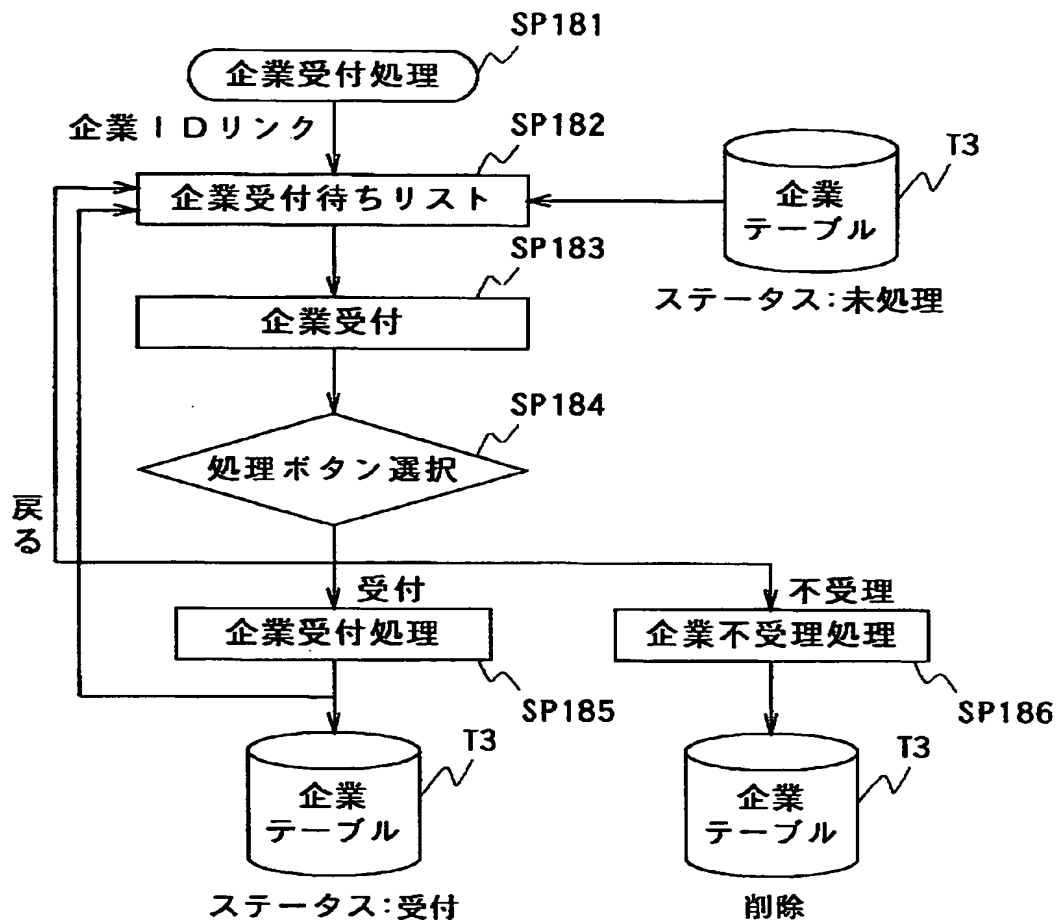 SP181
企業受付処理
企業IDリンク
SP182
企業受付待ちリスト
T3
企業
テーブル
ステータス:未処理
SP183
企業受付
SP184
処理ボタン選択
戻る
受付
不受理
企業受付処理
企業不受理処理
SP185
SP186
T3
企業
テーブル
T3
企業
テーブル
ステータス:受付
削除